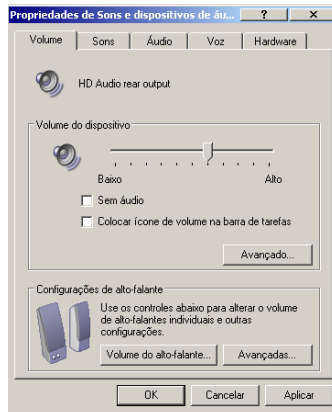 Propriedades de Sons e dispositivos de áu...
? ×
Volume Sons Áudio Voz Hardware
HD Audio rear output
Volume do dispositivo
Baixo Alto
Sem áudio
Colocar ícone de volume na barra de tarefas
Avançado...
Configurações de alto-falante
Use os controles abaixo para alterar o volume
de alto-falantes individuais e outras
configurações.
Volume do alto-falante... Avançadas...
OK Cancelar Aplicar